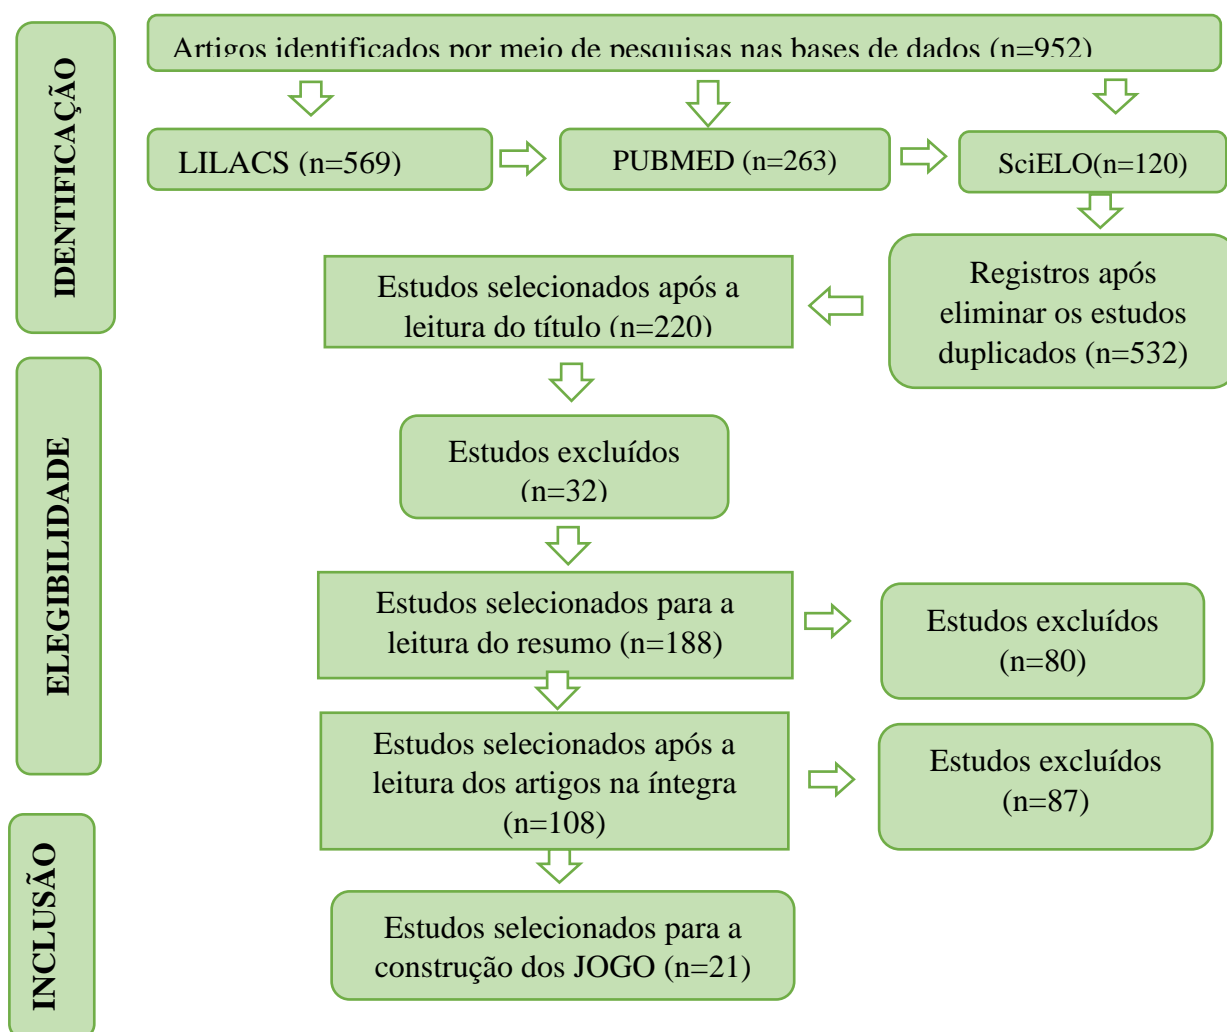 IDENTIFICAÇÃO
Artigos identificados por meio de pesquisas nas bases de dados (n=952)
LILACS (n=569)
PUBMED (n=263)
SciELO(n=120)
Registros após
eliminar os estudos
duplicados (n=532)
Estudos selecionados após a
leitura do título (n=220)
ELEGIBILIDADE
Estudos excluídos
(n=32)
Estudos selecionados para a
leitura do resumo (n=188)
Estudos excluídos
(n=80)
Estudos selecionados após a
leitura dos artigos na íntegra
(n=108)
Estudos excluídos
(n=87)
INCLUSÃO
Estudos selecionados para a
construção dos JOGO (n=21)